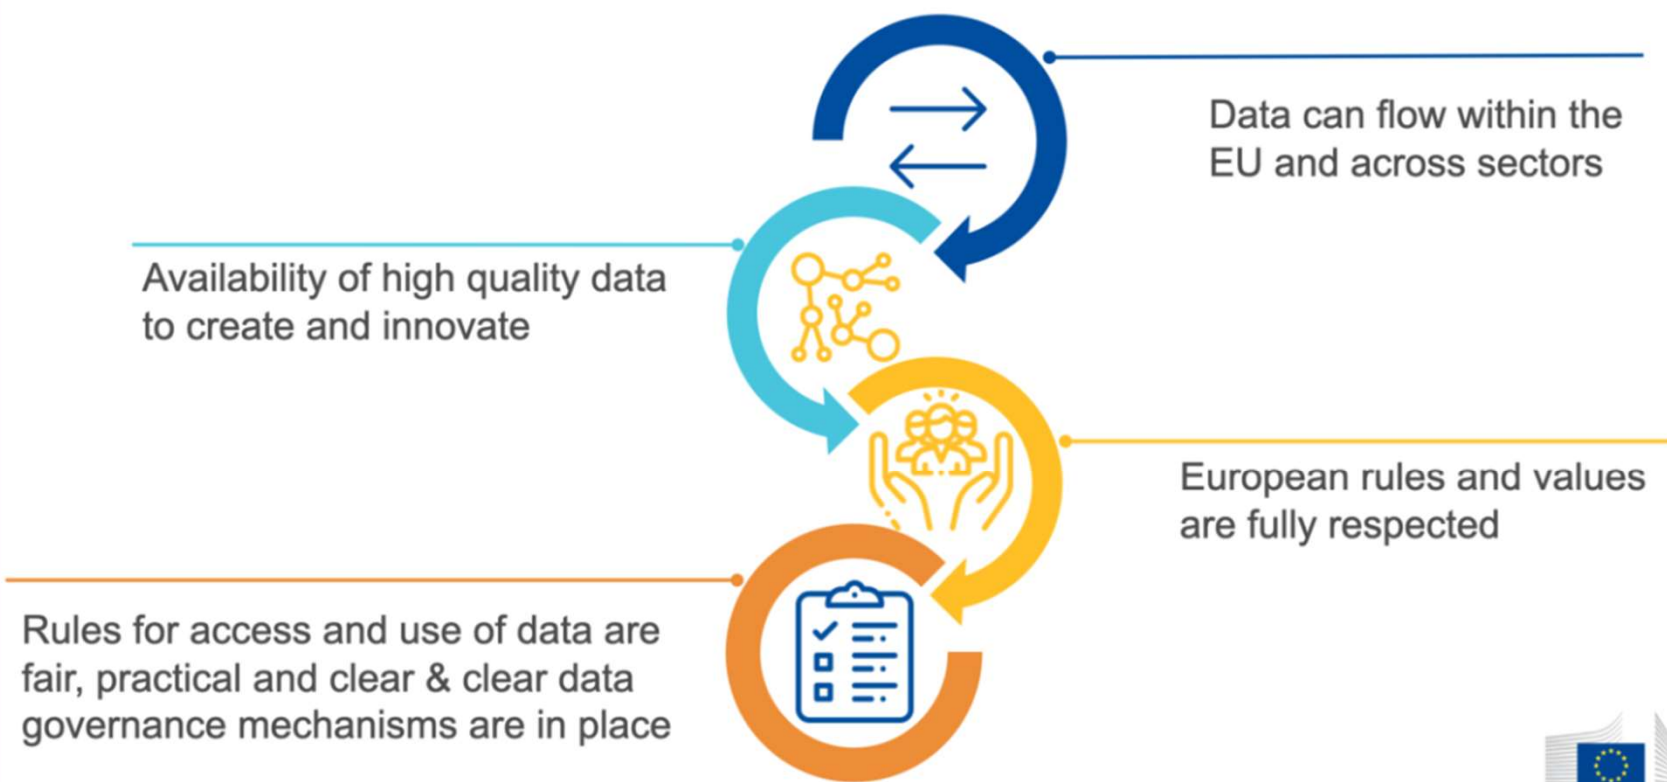 Data can flow within the
EU and across sectors
Availability of high quality data
to create and innovate
European rules and values
are fully respected
Rules for access and use of data are
fair, practical and clear & clear data
governance mechanisms are in place